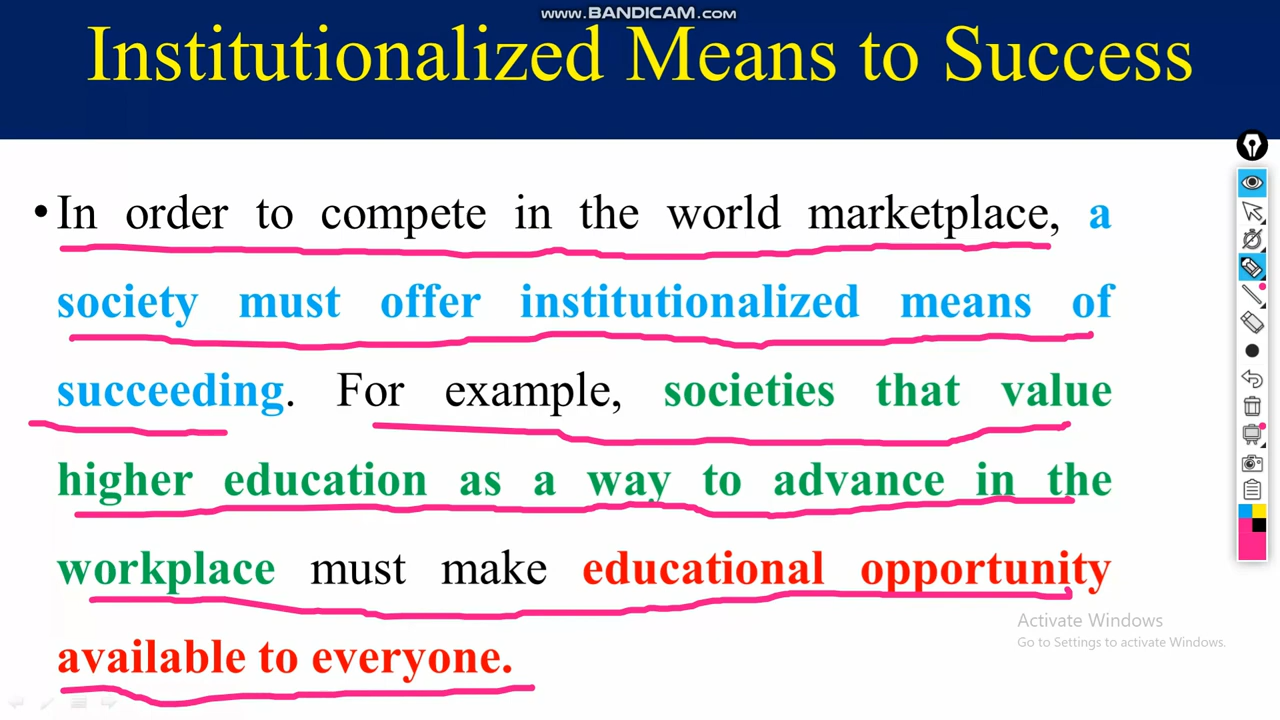 www.BANDICAM.com
Institutionalized Means to Success
• In order to compete in the world marketplace, a
society must offer institutionalized means of
succeeding. For example, societies that value
higher education as a way to advance in the
workplace must make educational opportunity
available to everyone.
Activate Windows
Go to Settings to activate Windows.